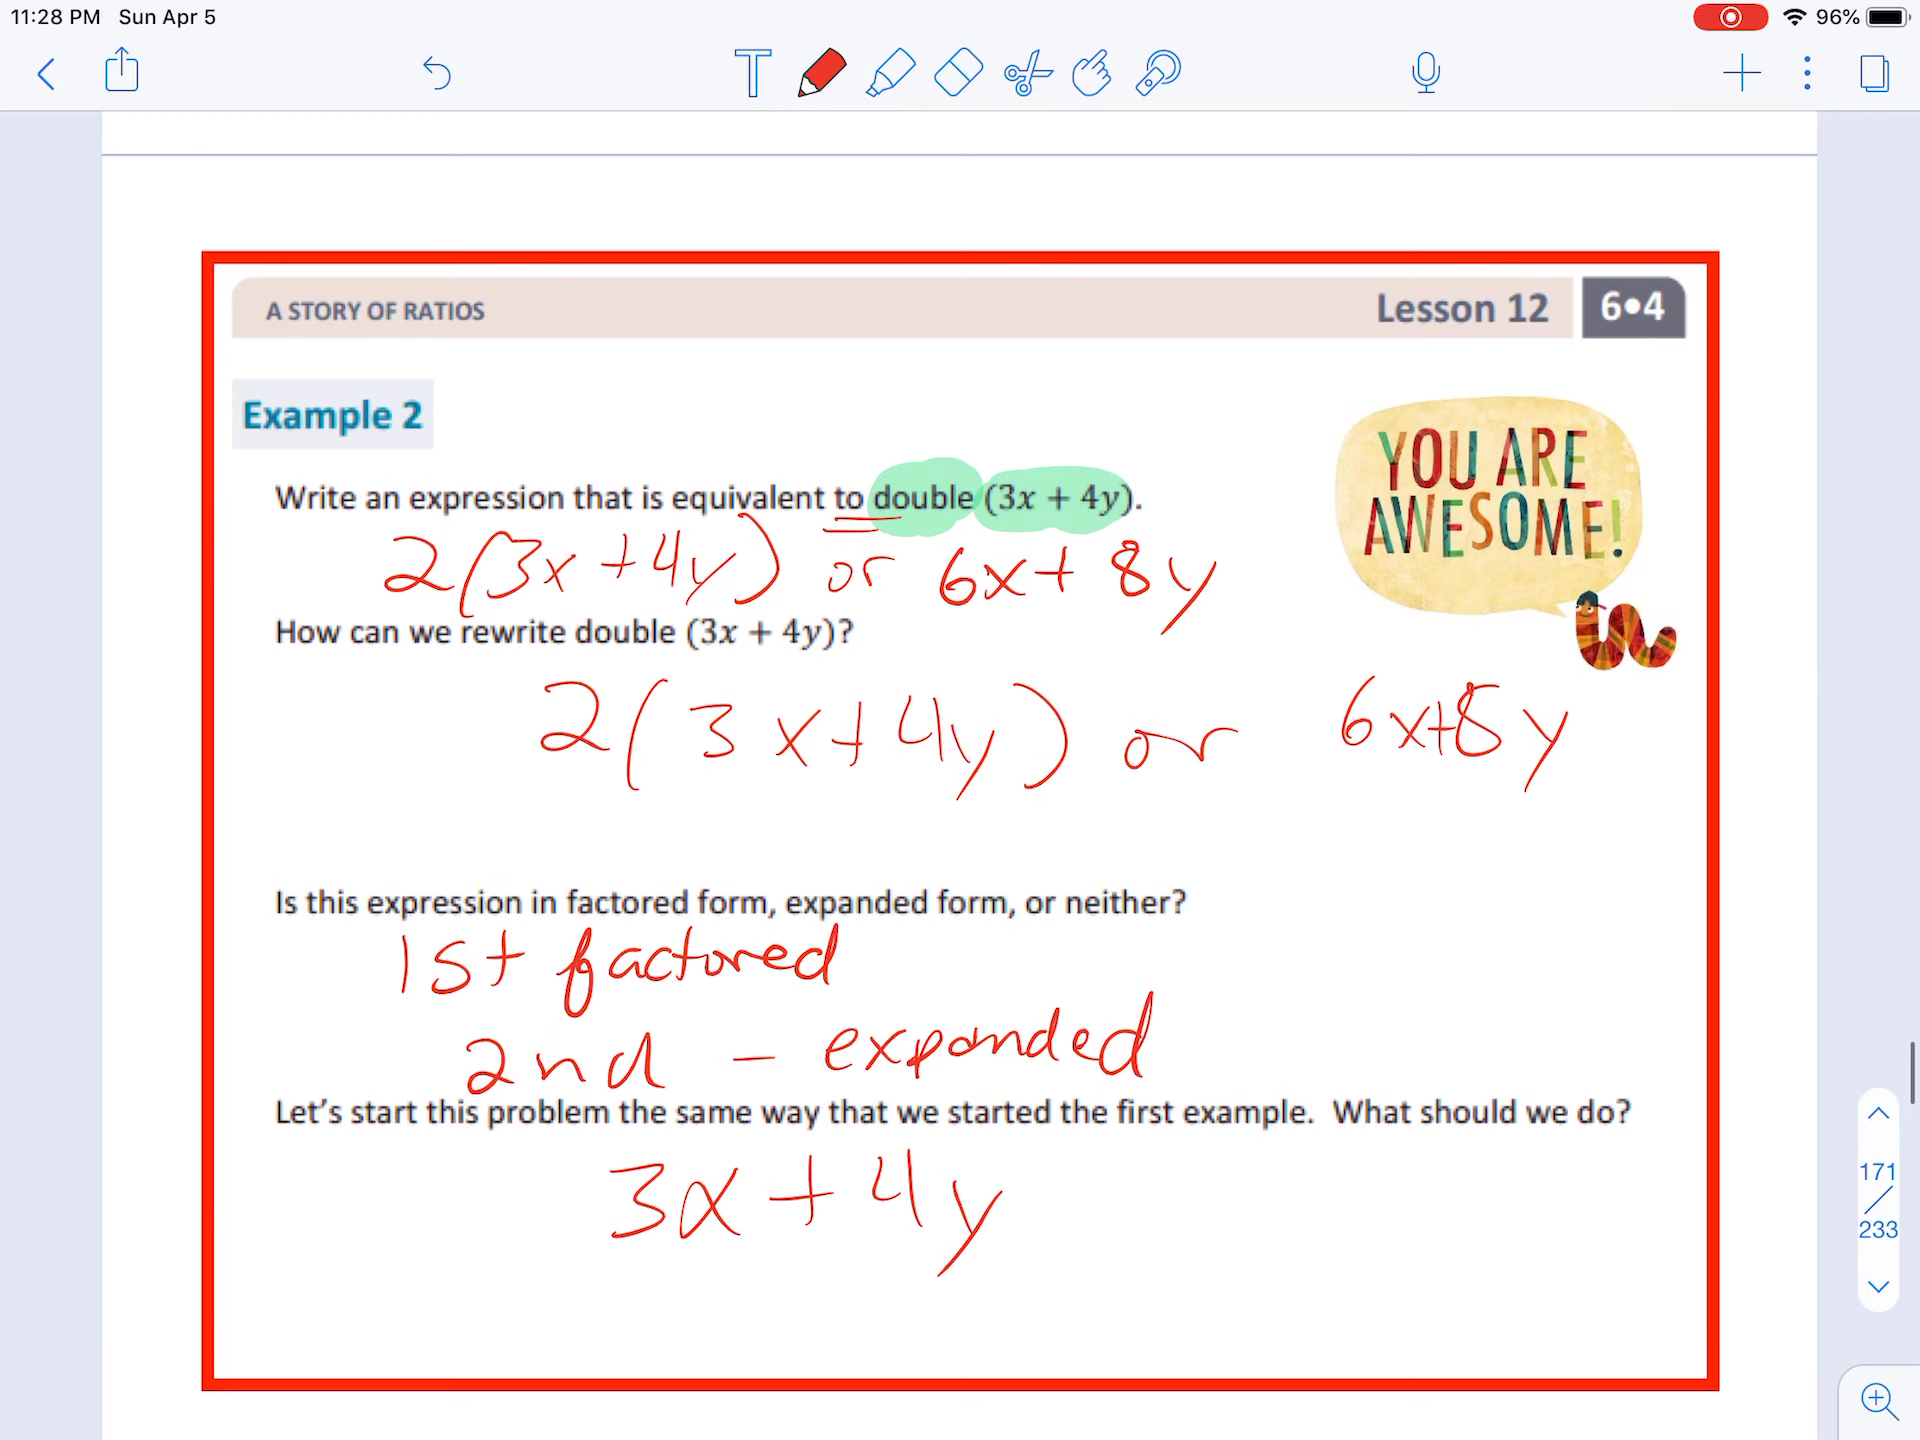 11:28 PM Sun Apr 5
96%
A STORY OF RATIOS
Lesson 12
6•4
Example 2
YOU ARE
AWESOME!
Write an expression that is equivalent to double (3x + 4y).
2(3x + 4y) or 6x + 8y
How can we rewrite double (3x + 4y)?
2(3x + 4y) or 6x+8y
Is this expression in factored form, expanded form, or neither?
1st factored
2nd - expanded
Let's start this problem the same way that we started the first example. What should we do?
3x + 4y
171
/
233